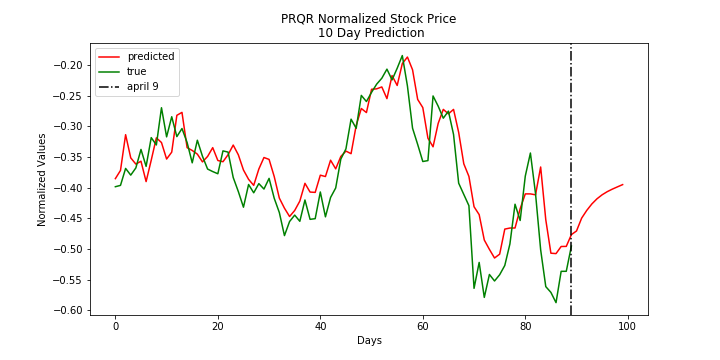 PRQR Normalized Stock Price
10 Day Prediction
predicted
true
april 9
−0.20
−0.25
−0.30
−0.35
−0.40
−0.45
−0.50
−0.55
−0.60
Normalized Values
0 20 40 60 80 100
Days